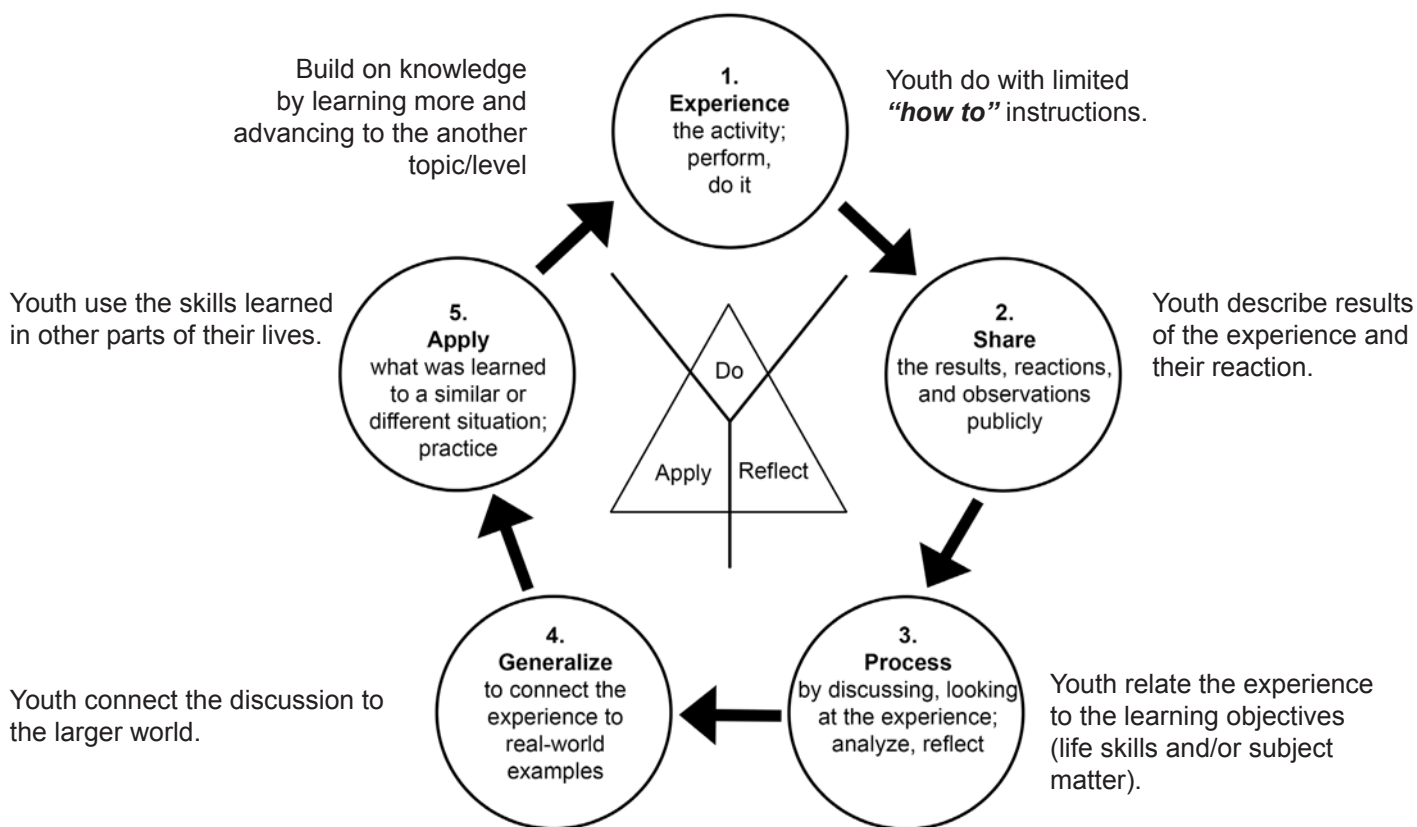 Build on knowledge
by learning more and
advancing to the another
topic/level
1.
Experience
the activity;
perform,
do it
Youth do with limited
“how to” instructions.
2.
Share
the results, reactions,
and observations
publicly
Youth describe results
of the experience and
their reaction.
3.
Process
by discussing, looking
at the experience;
analyze, reflect
Youth relate the experience
to the learning objectives
(life skills and/or subject
matter).
4.
Generalize
to connect the
experience to
real-world
examples
Youth connect the discussion to
the larger world.
5.
Apply
what was learned
to a similar or
different situation;
practice
Youth use the skills learned
in other parts of their lives.
Do
Apply
Reflect